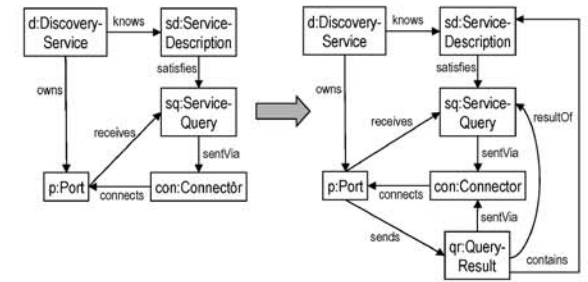 d:Discovery-
Service
knows
sd:Service-
Description
owns
satisfies
sq:Service-
Query
receives
sentVia
p:Port
connects
con:Connector
d:Discovery-
Service
knows
sd:Service-
Description
owns
satisfies
sq:Service-
Query
resultOf
receives
sentVia
p:Port
connects
con:Connector
sentVia
sends
qr:Query-
Result
contains